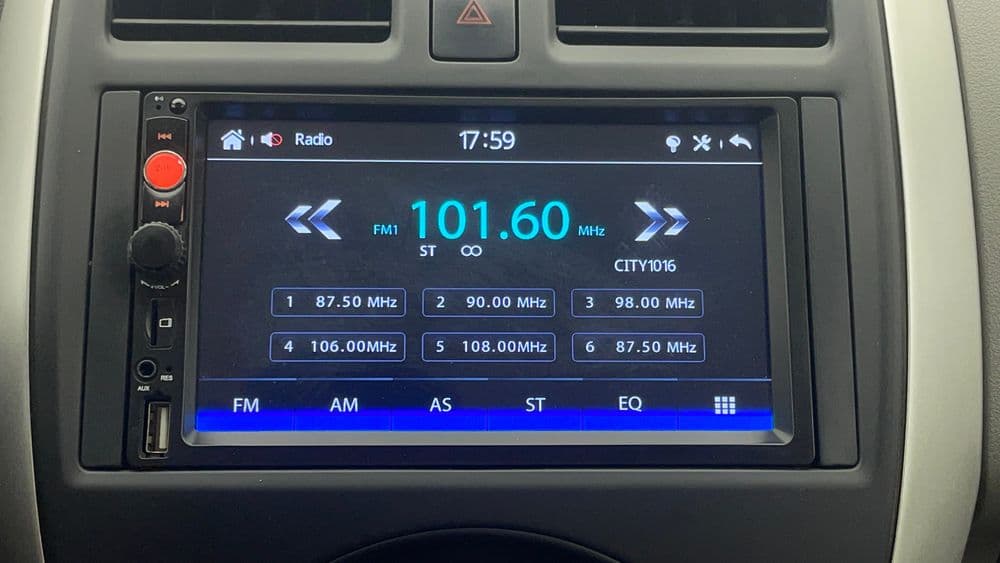 Radio 17:59
FM1 101.60 MHz
ST
CITY1016
1 87.50 MHz 2 90.00 MHz 3 98.00 MHz
4 106.00MHz 5 108.00MHz 6 87.50 MHz
FM AM AS ST EQ
VOL
RES
AUX